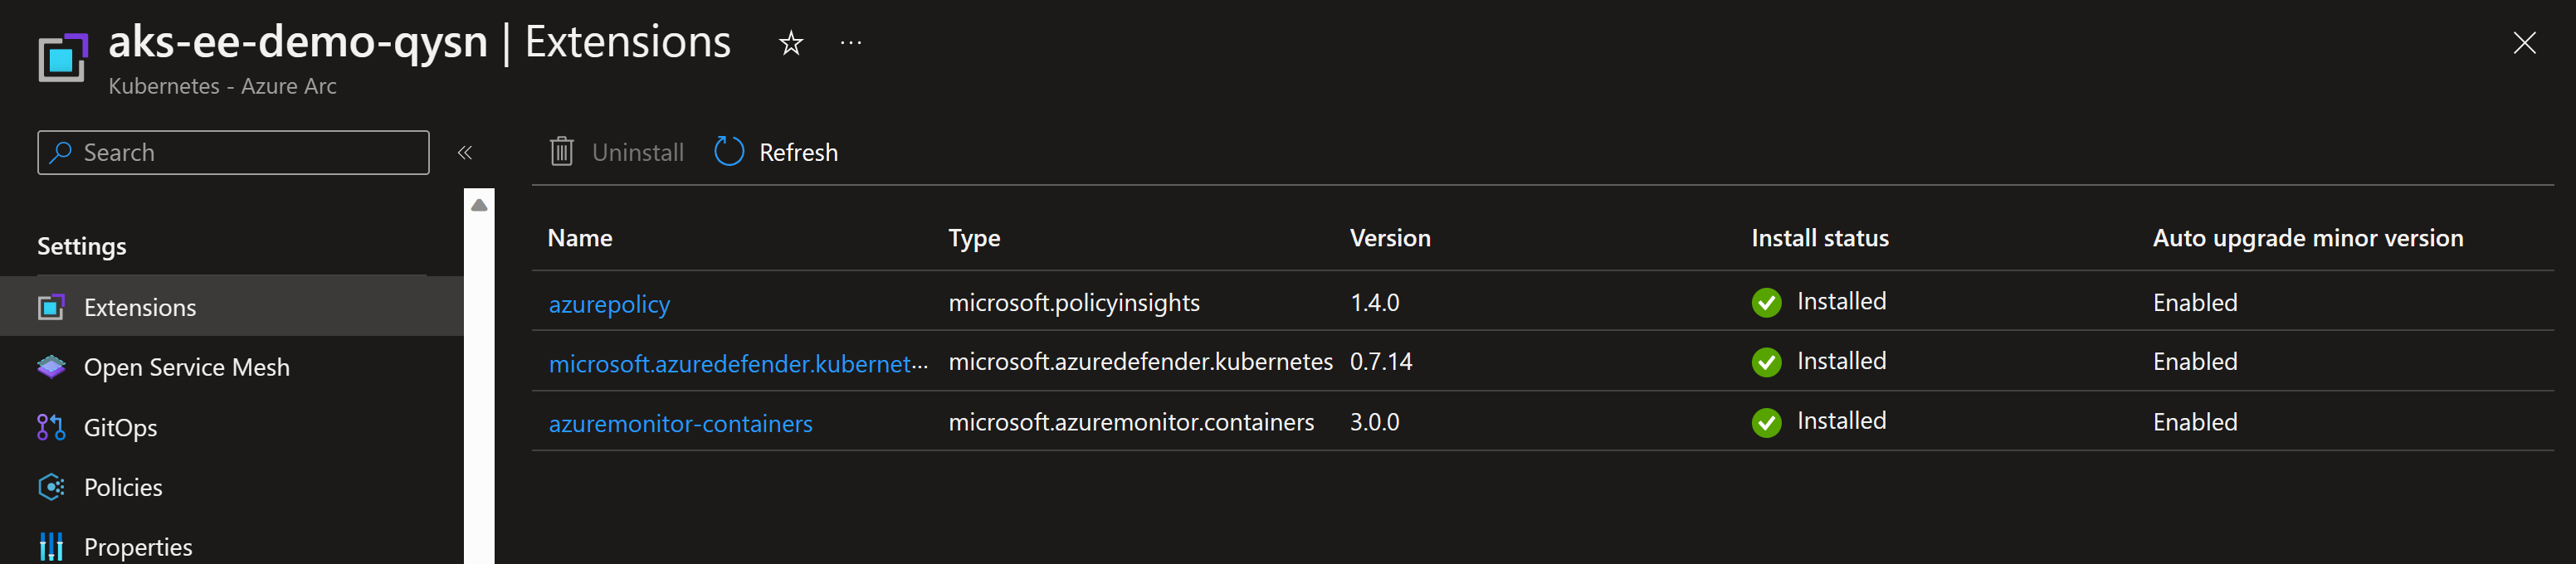 aks-ee-demo-qysn | Extensions
Kubernetes - Azure Arc
Search
Uninstall Refresh
Settings
Extensions
Open Service Mesh
GitOps
Policies
Properties
Name Type Version Install status Auto upgrade minor version
azurepolicy microsoft.policyinsights 1.4.0 Installed Enabled
microsoft.azuredefender.kubernet... microsoft.azuredefender.kubernetes 0.7.14 Installed Enabled
azuremonitor-containers microsoft.azuremonitor.containers 3.0.0 Installed Enabled